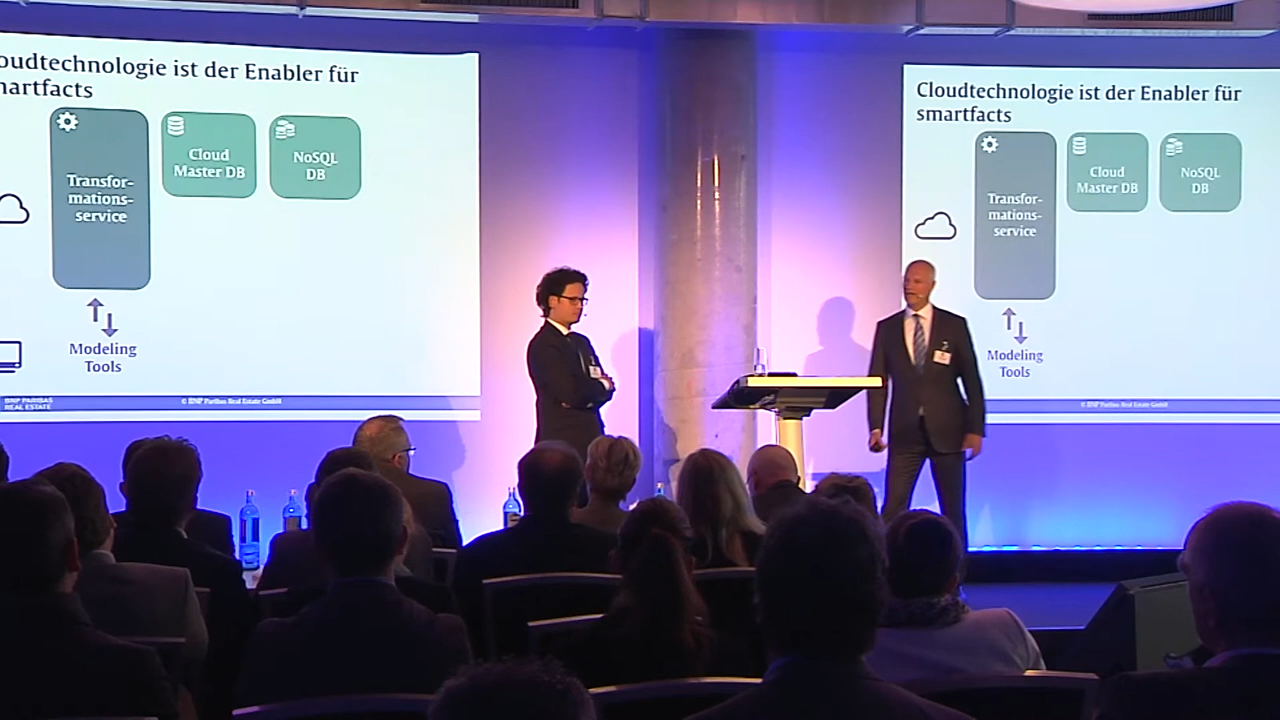 oudtechnologie ist der Enabler für
nartfacts
Transfor-
mations-
service
Cloud
Master DB
NoSQL
DB
Modeling
Tools
BNP PARIBAS
REAL ESTATE
© BNP Paribas Real Estate GmbH
Cloudtechnologie ist der Enabler für
smartfacts
Transfor-
mations-
service
Cloud
Master DB
NoSQL
DB
Modeling
Tools
© BNP Paribas Real Estate GmbH